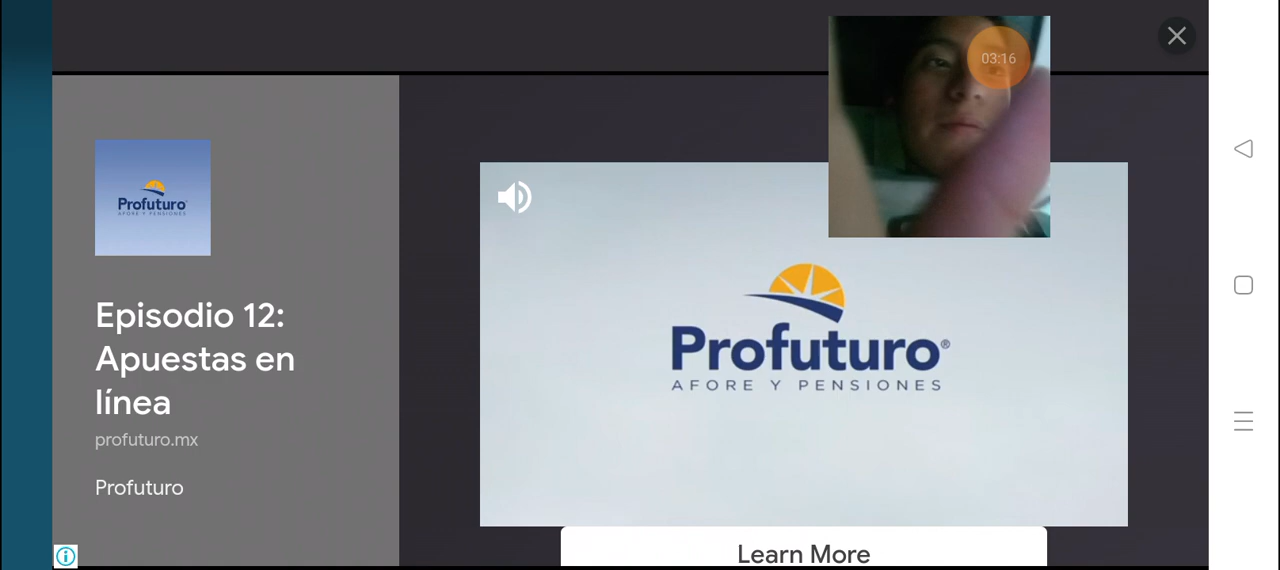 03:16
Profuturo
AFORE Y PENSIONES
Episodio 12:
Apuestas en
línea
profuturo.mx
Profuturo
Profuturo®
AFORE Y PENSIONES
Learn More